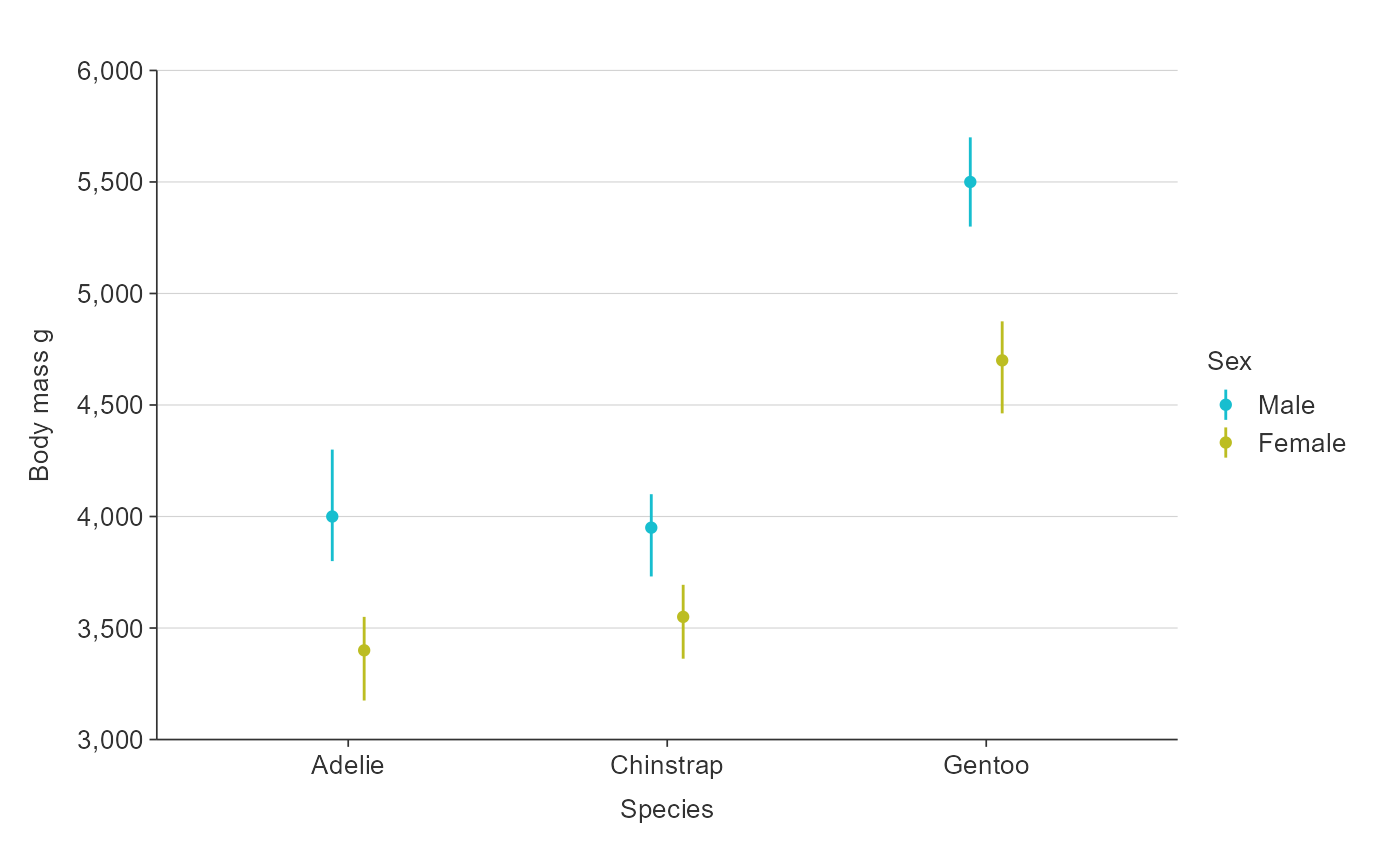 6,000
5,500
5,000
4,500
4,000
3,500
3,000
Body mass g
Adelie
Chinstrap
Gentoo
Species
Sex
Male
Female